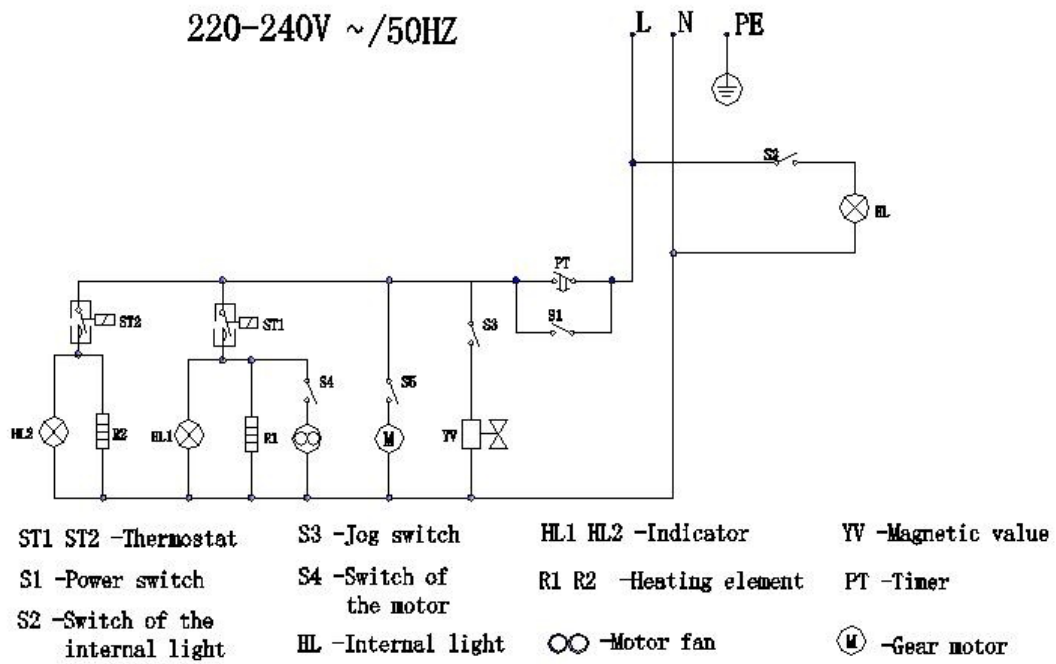 220-240V ~/50HZ
L N PE
S2
HL
PT
S1
ST2
ST1
S3
S4
S5
HL2
R2
HL1
R1
M
YV
ST1 ST2 -Thermostat
S3 -Jog switch
HL1 HL2 -Indicator
YV -Magnetic value
S1 -Power switch
S4 -Switch of
the motor
R1 R2 -Heating element
PT -Timer
S2 -Switch of the
internal light
HL -Internal light
-Motor fan
M -Gear motor